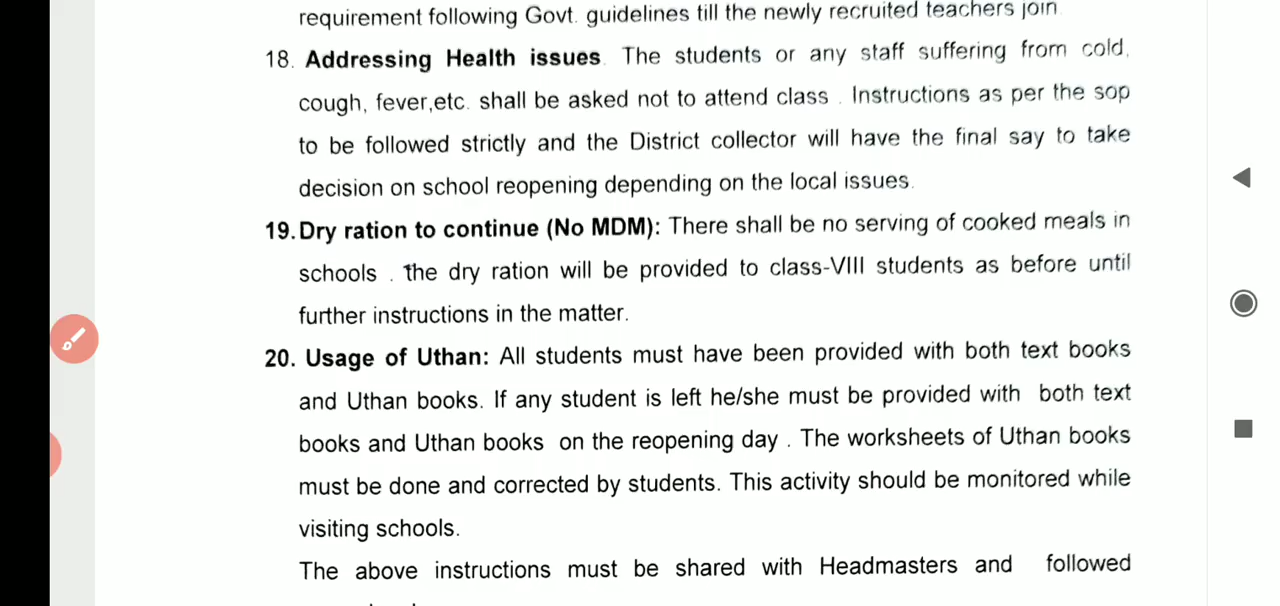 requirement following Govt. guidelines till the newly recruited teachers join
18. Addressing Health issues. The students or any staff suffering from cold,
cough, fever,etc. shall be asked not to attend class . Instructions as per the sop
to be followed strictly and the District collector will have the final say to take
decision on school reopening depending on the local issues.
19. Dry ration to continue (No MDM): There shall be no serving of cooked meals in
schools . the dry ration will be provided to class-VIII students as before until
further instructions in the matter.
20. Usage of Uthan: All students must have been provided with both text books
and Uthan books. If any student is left he/she must be provided with both text
books and Uthan books on the reopening day . The worksheets of Uthan books
must be done and corrected by students. This activity should be monitored while
visiting schools.
The above instructions must be shared with Headmasters and followed